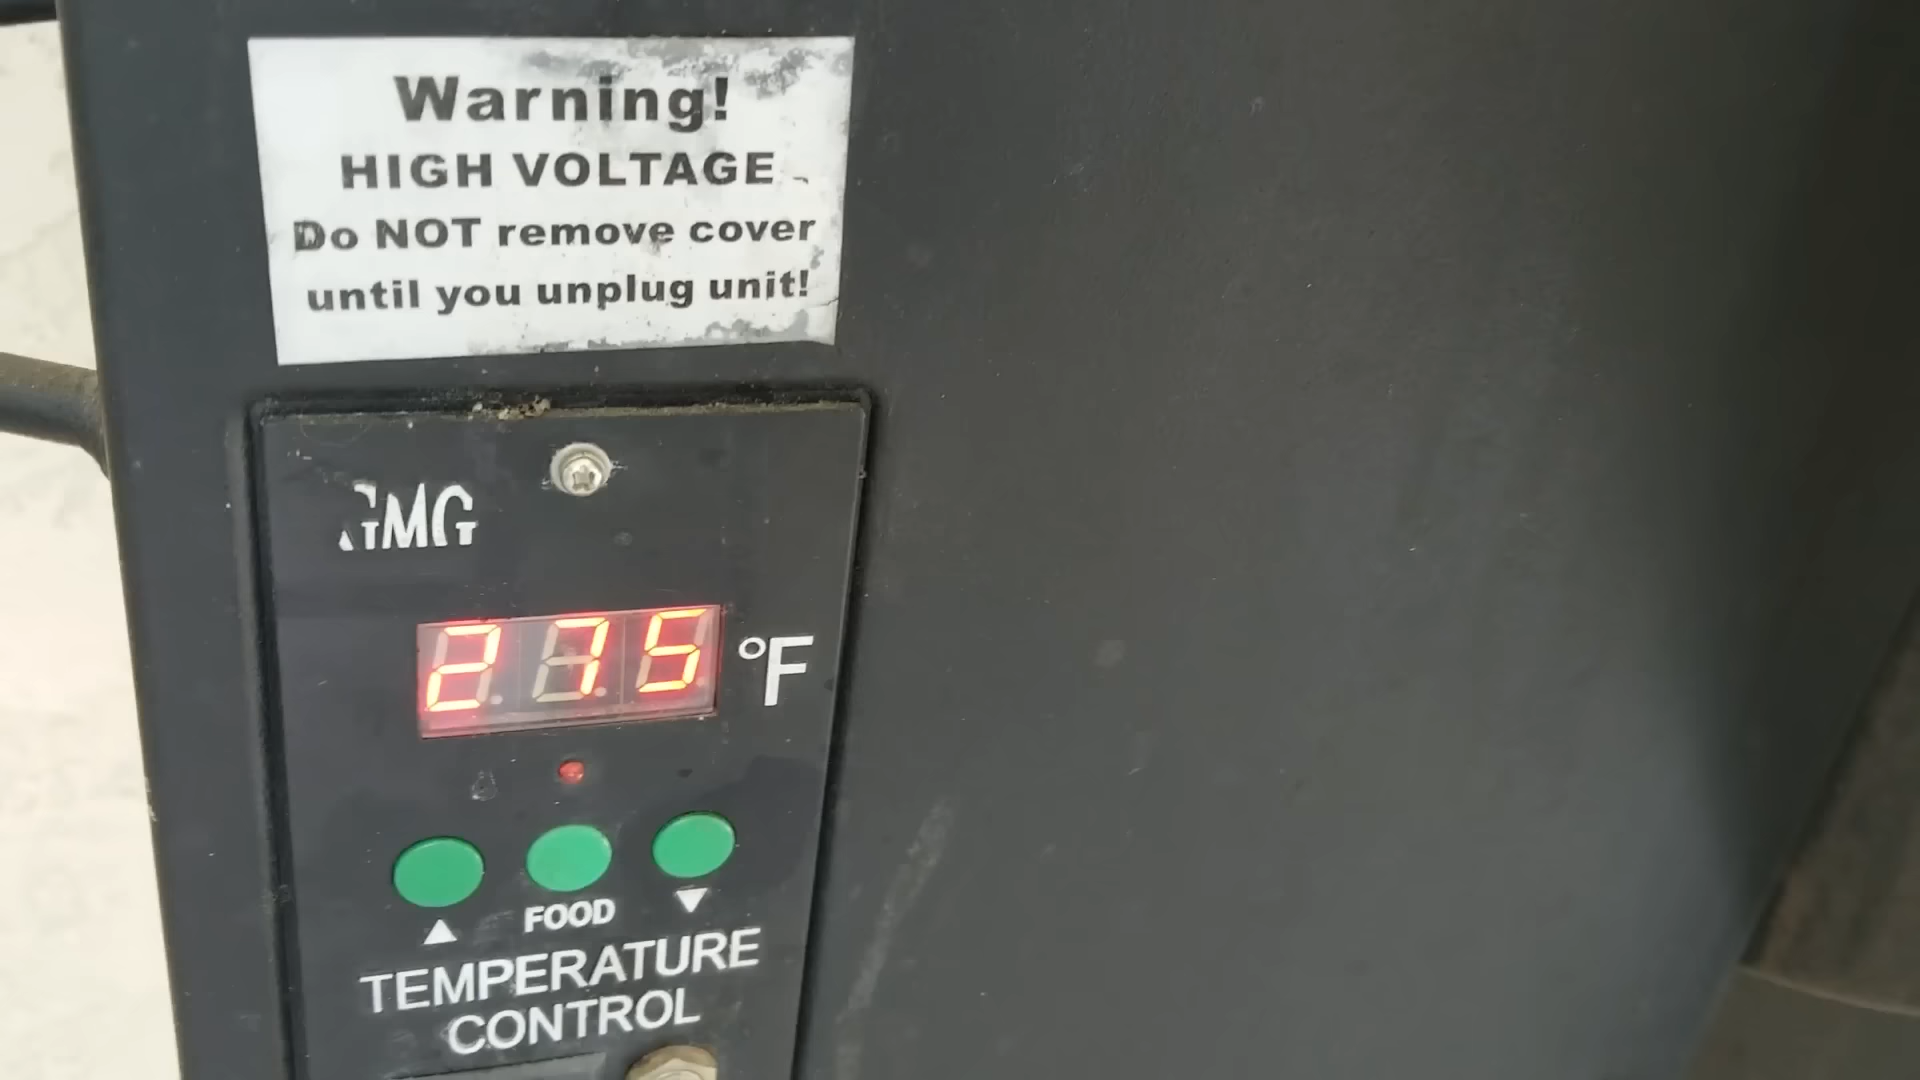 Warning!
HIGH VOLTAGE
Do NOT remove cover
until you unplug unit!
GMG
275 °F
FOOD
TEMPERATURE
CONTROL